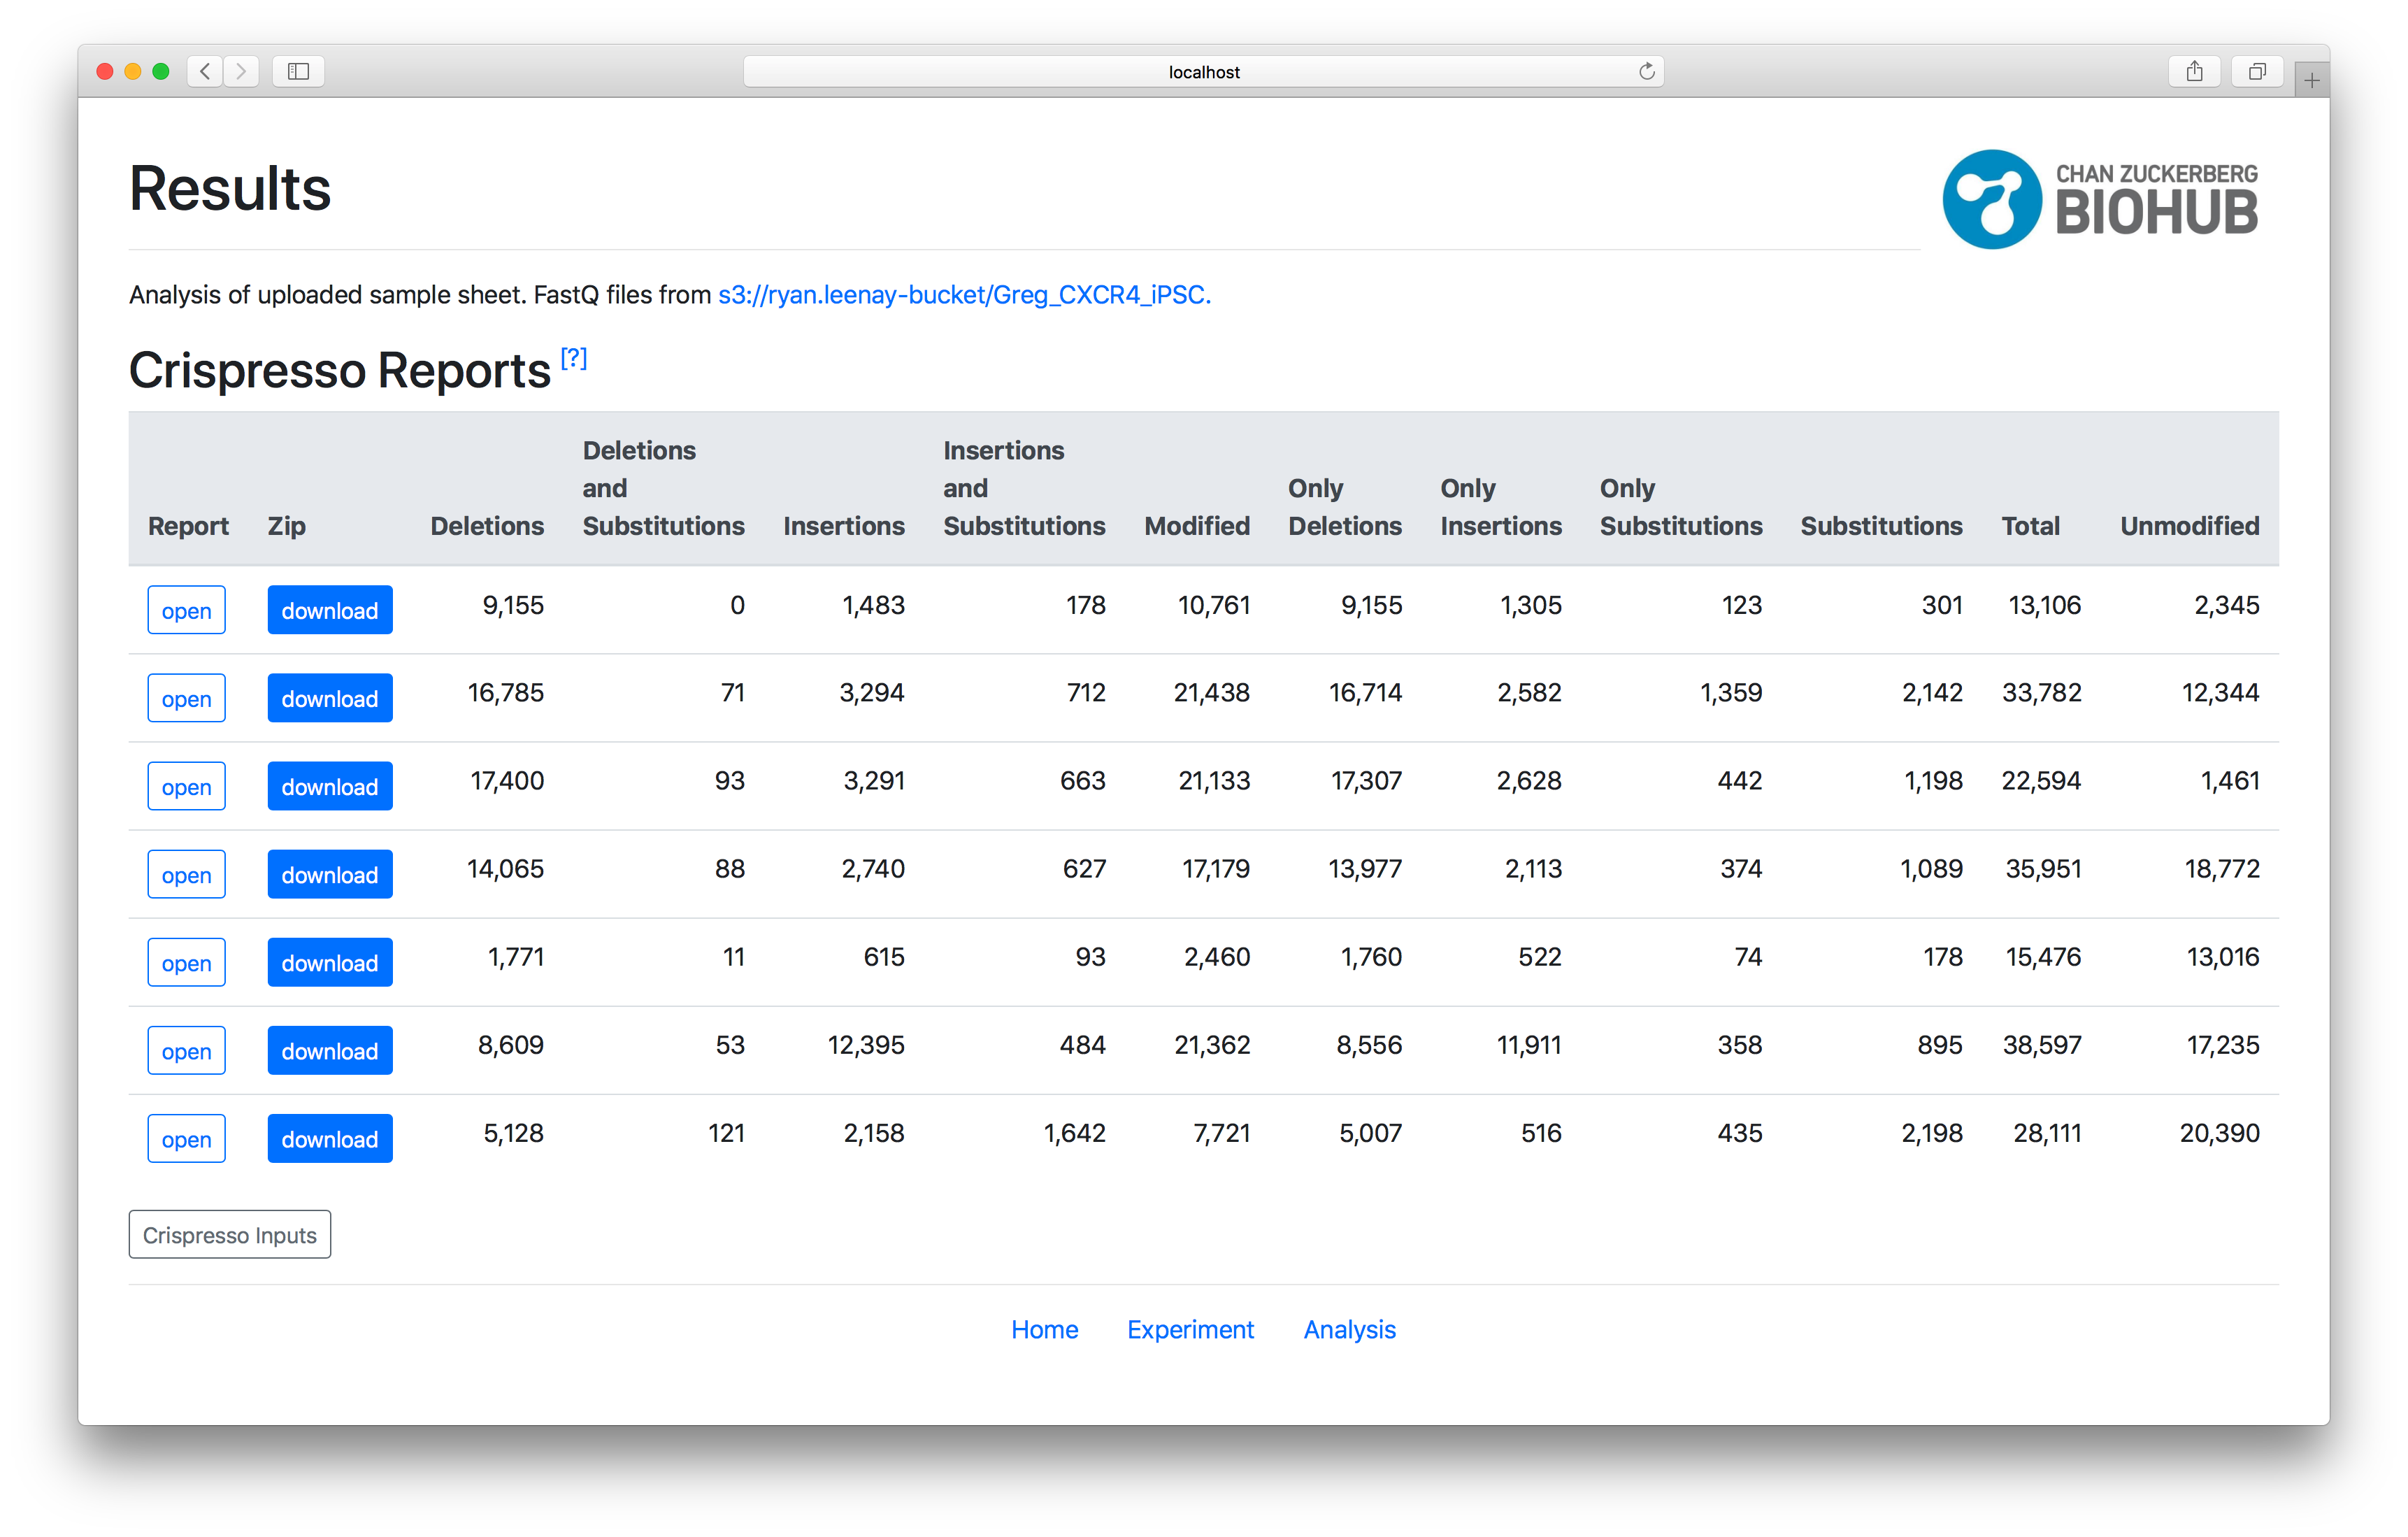 localhost
Results
CHAN ZUCKERBERG
BIOHUB
Analysis of uploaded sample sheet. FastQ files from s3://ryan.leenay-bucket/Greg_CXCR4_iPSC.
Crispresso Reports [?]
Report Zip Deletions Deletions and Substitutions Insertions Insertions and Substitutions Modified Only Deletions Only Insertions Only Substitutions Substitutions Total Unmodified
open download 9,155 0 1,483 178 10,761 9,155 1,305 123 301 13,106 2,345
open download 16,785 71 3,294 712 21,438 16,714 2,582 1,359 2,142 33,782 12,344
open download 17,400 93 3,291 663 21,133 17,307 2,628 442 1,198 22,594 1,461
open download 14,065 88 2,740 627 17,179 13,977 2,113 374 1,089 35,951 18,772
open download 1,771 11 615 93 2,460 1,760 522 74 178 15,476 13,016
open download 8,609 53 12,395 484 21,362 8,556 11,911 358 895 38,597 17,235
open download 5,128 121 2,158 1,642 7,721 5,007 516 435 2,198 28,111 20,390
Crispresso Inputs
Home Experiment Analysis